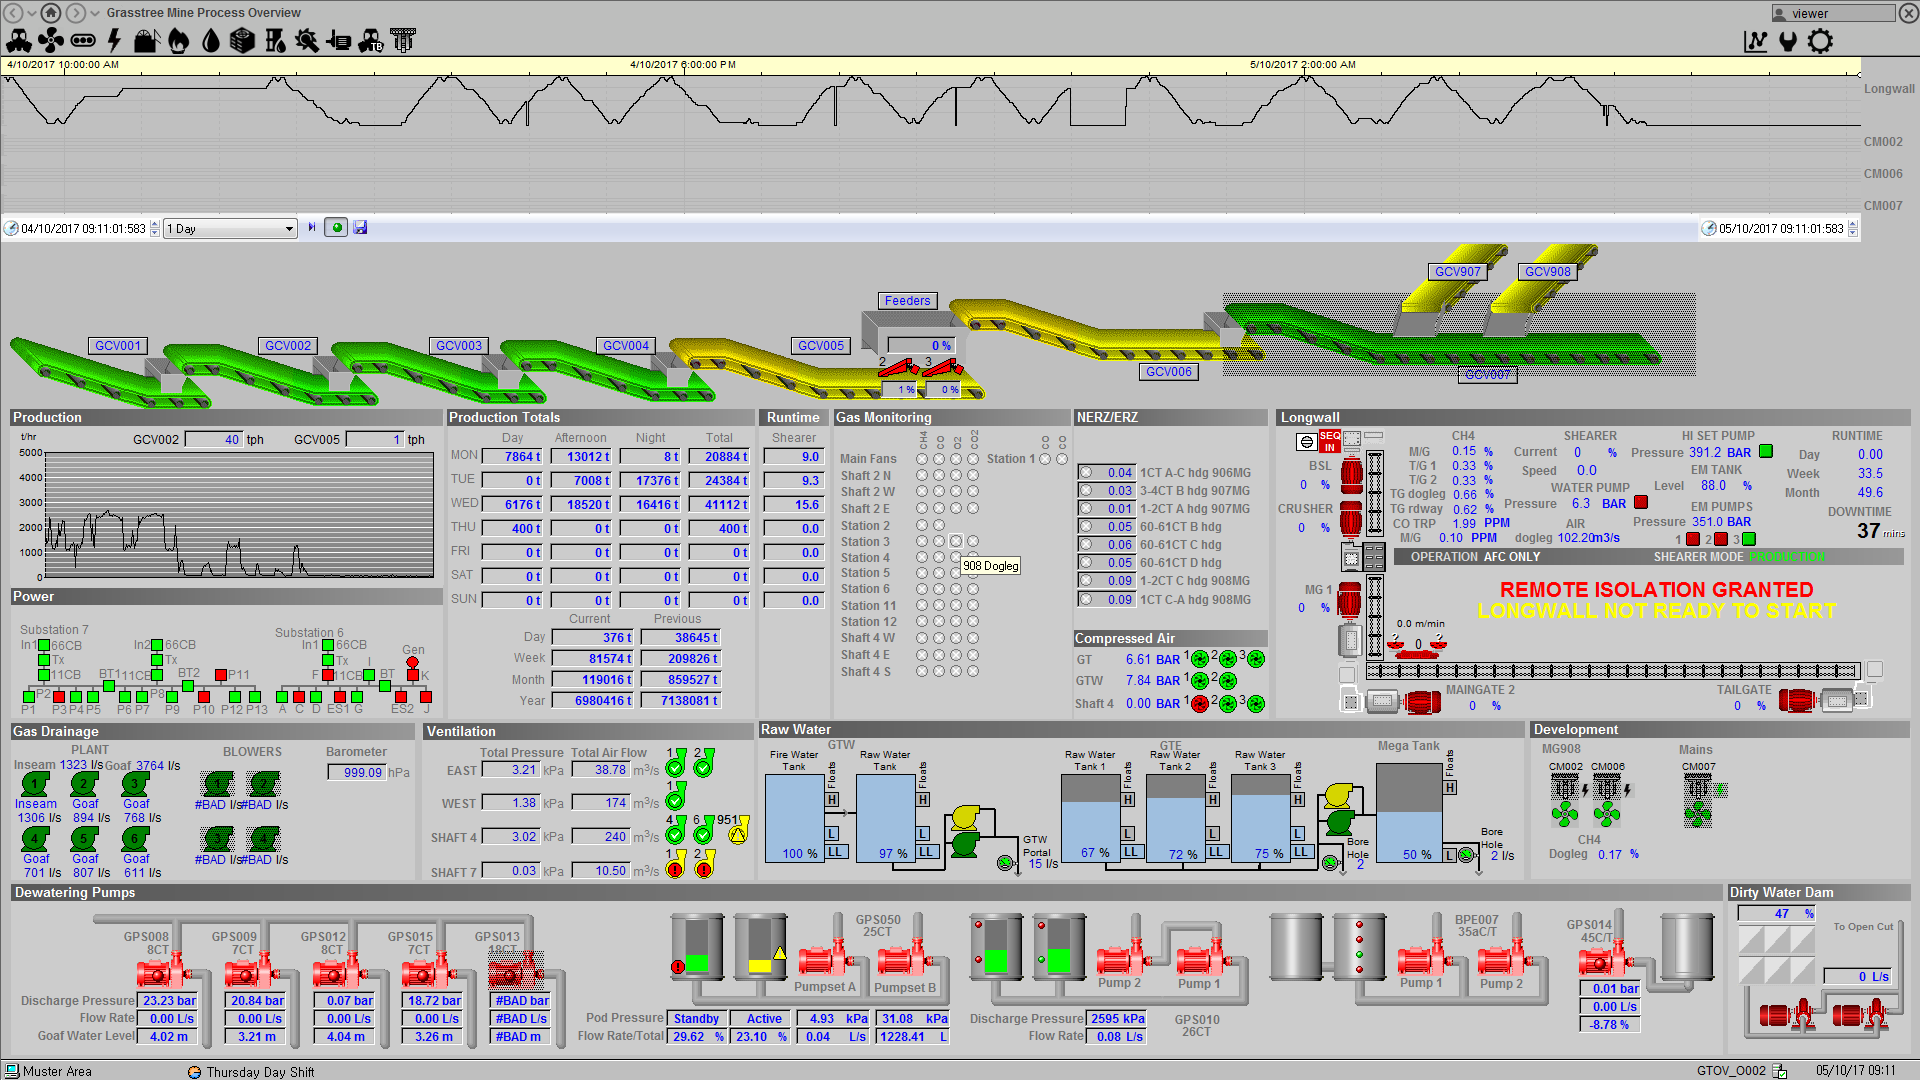 Grasstree Mine Process Overview
viewer
4/10/2017 10:00:00 AM
4/10/2017 6:00:00 PM
5/10/2017 2:00:00 AM
Longwall
CM002
CM006
CM007
04/10/2017 09:11:01:583
1 Day
05/10/2017 09:11:01:583
GCV907 GCV908
Feeders
GCV001 GCV002 GCV003 GCV004 GCV005
0 %
2 3
1 % 0 %
GCV006
GCV007
Production
t/hr
GCV002 40 tph GCV005 1 tph
5000
4000
3000
2000
1000
0
Production Totals
Day Afternoon Night Total
MON 7864 t 13012 t 8 t 20884 t
TUE 0 t 7008 t 17376 t 24384 t
WED 6176 t 18520 t 16416 t 41112 t
THU 400 t 0 t 0 t 400 t
FRI 0 t 0 t 0 t 0 t
SAT 0 t 0 t 0 t 0 t
SUN 0 t 0 t 0 t 0 t
Current Previous
Day 376 t 38645 t
Week 81574 t 209826 t
Month 119016 t 859527 t
Year 6980416 t 7138081 t
Runtime
Shearer
9.0
9.3
15.6
0.0
0.0
0.0
0.0
Gas Monitoring
CH4 CO O2 CO2 CO CO
Main Fans Station 1
Shaft 2 N
Shaft 2 W
Shaft 2 E
Station 2
Station 3
Station 4
908 Dogleg
Station 5
Station 6
Station 11
Station 12
Shaft 4 W
Shaft 4 E
Shaft 4 S
NERZ/ERZ
0.04 1CT A-C hdg 906MG
0.03 3-4CT B hdg 907MG
0.01 1-2CT A hdg 907MG
0.05 60-61CT B hdg
0.06 60-61CT C hdg
0.05 60-61CT D hdg
0.09 1-2CT C hdg 908MG
0.09 1CT C-A hdg 908MG
Compressed Air
GT 6.61 BAR 1 2 3
GTW 7.84 BAR 1 2
Shaft 4 0.00 BAR 1 2 3
Longwall
SEQ IN
BSL
0 %
CRUSHER
0 %
MG 1
0 %
CH4
M/G 0.15 %
T/G 1 0.33 %
T/G 2 0.33 %
TG dogleg 0.66 %
TG rdway 0.62 %
CO TRP 1.99 PPM
M/G 0.10 PPM
SHEARER
Current 0 %
Speed 0.0
WATER PUMP
Pressure 6.3 BAR
AIR
dogleg 102.20m3/s
HI SET PUMP
Pressure 391.2 BAR
EM TANK
Level 88.0 %
EM PUMPS
Pressure 351.0 BAR
1 2 3
RUNTIME
Day 0.00
Week 33.5
Month 49.6
DOWNTIME
37 mins
OPERATION AFC ONLY SHEARER MODE PRODUCTION
REMOTE ISOLATION GRANTED
LONGWALL NOT READY TO START
0.0 m/min
? 0 ?
MAINGATE 2
0 %
TAILGATE
0 %
Power
Substation 7
In1 66CB In2 66CB
Tx Tx
11CB BT1 11CB BT2 P11
P2 P8
P1 P3 P4 P5 P6 P7 P9 P10 P12 P13
Substation 6
In1 66CB Gen
Tx I
F 11CB BT K
A C D ES1 G ES2 J
Gas Drainage
PLANT
Inseam 1323 l/s Goaf 3764 l/s
1 2 3
Inseam Goaf Goaf
1306 l/s 894 l/s 768 l/s
4 5 6
Goaf Goaf Goaf
701 l/s 807 l/s 611 l/s
BLOWERS
1 2
#BAD l/s #BAD l/s
3 4
#BAD l/s #BAD l/s
Barometer
999.09 hPa
Ventilation
Total Pressure Total Air Flow
EAST 3.21 kPa 38.78 m³/s 1 2
WEST 1.38 kPa 174 m³/s 1
SHAFT 4 3.02 kPa 240 m³/s 4 6 951
SHAFT 7 0.03 kPa 10.50 m³/s 1 2
Raw Water
GTW
Fire Water Tank
Floats
H
L
100 % LL
Raw Water Tank
Floats
H
L
97 % LL
GTW Portal
15 l/s
GTE
Raw Water Tank 1
Floats
H
L
67 % LL
Raw Water Tank 2
Floats
H
L
72 % LL
Raw Water Tank 3
Floats
H
L
75 % LL
Bore Hole
2
Mega Tank
Floats
H
50 % L
Bore Hole
2 l/s
Development
MG908 Mains
CM002 CM006 CM007
CH4
Dogleg 0.17 %
Dewatering Pumps
GPS008 8CT
GPS009 7CT
GPS012 8CT
GPS015 7CT
GPS013 18CT
Discharge Pressure 23.23 bar 20.84 bar 0.07 bar 18.72 bar #BAD bar
Flow Rate 0.00 L/s 0.00 L/s 0.00 L/s 0.00 L/s #BAD L/s
Goaf Water Level 4.02 m 3.21 m 4.04 m 3.26 m #BAD m
GPS050
25CT
Pumpset A Pumpset B
Pod Pressure Standby Active 4.93 kPa 31.08 kPa
Flow Rate/Total 29.62 % 23.10 % 0.04 L/s 1228.41 L
Pump 2 Pump 1
Discharge Pressure 2595 kPa
Flow Rate 0.08 L/s
GPS010
26CT
BPE007
35aC/T
Pump 1 Pump 2
GPS014
45C/T
0.01 bar
0.00 L/s
-8.78 %
Dirty Water Dam
47 %
To Open Cut
0 L/s
Muster Area
Thursday Day Shift
GTOV_O002
05/10/17 09:11